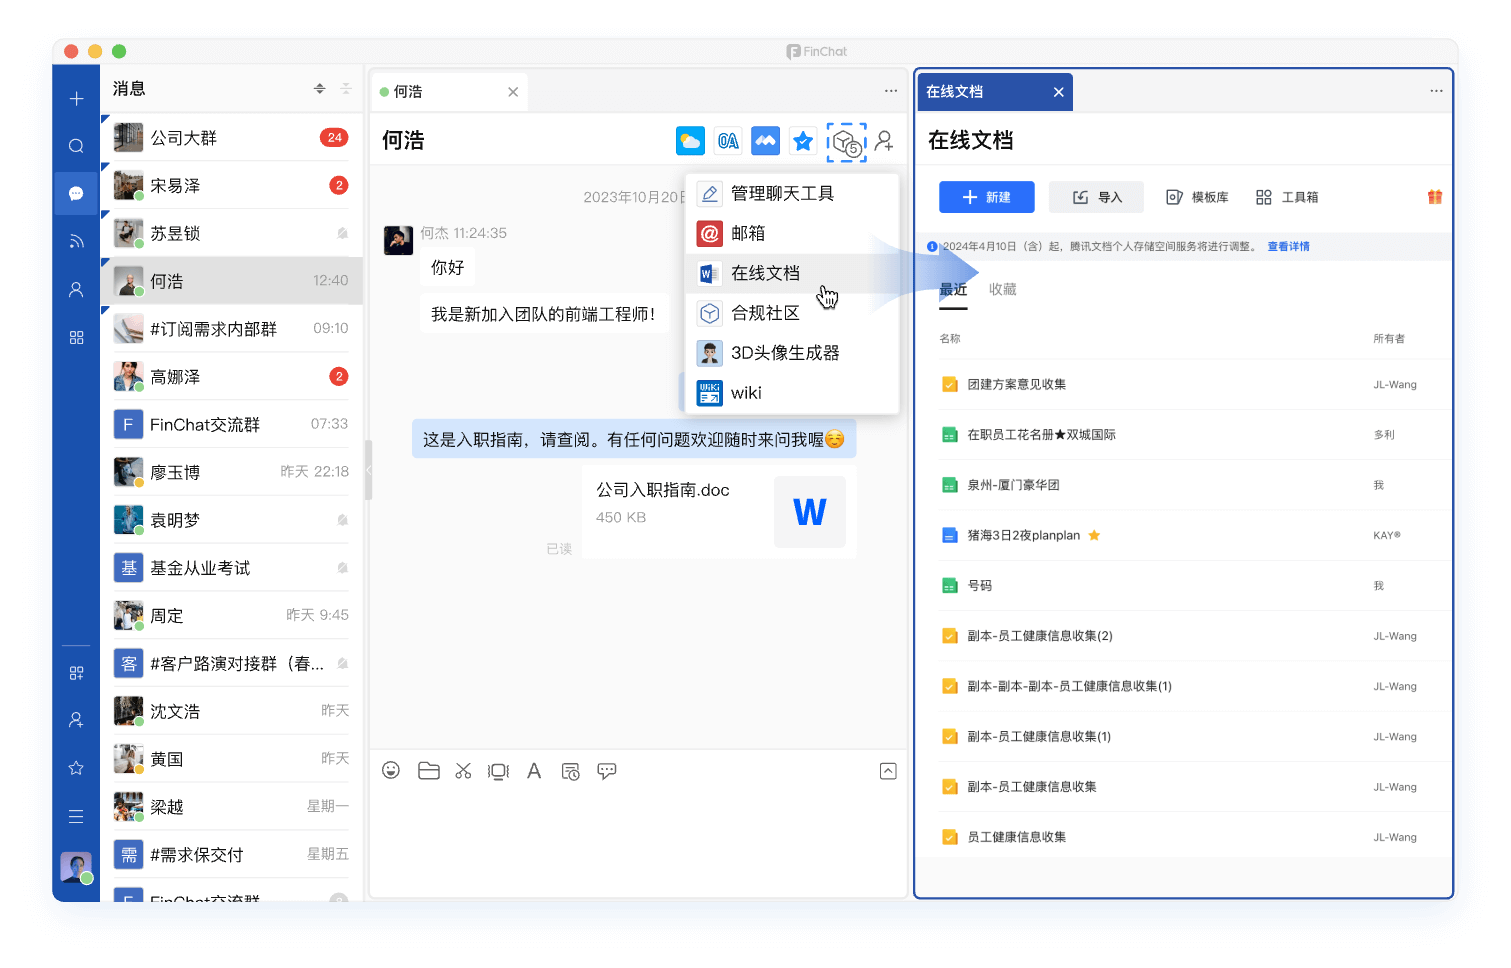 FinChat
消息
公司大群
24
宋易泽
2
苏昱锁
何浩
12:40
#订阅需求内部群
09:10
高娜泽
2
F
FinChat交流群
07:33
廖玉博
昨天 22:18
袁明梦
基
基金从业考试
周定
昨天 9:45
客
#客户路演对接群（春...
沈文浩
昨天
黄国
昨天
梁越
星期一
需
#需求保交付
星期五
FinChat交流群
何浩
何浩
OA
5
2023年10月20
何杰 11:24:35
你好
我是新加入团队的前端工程师！
管理聊天工具
邮箱
在线文档
合规社区
3D头像生成器
WiKi
wiki
这是入职指南，请查阅。有任何问题欢迎随时来问我喔😊
公司入职指南.doc
450 KB
W
已读
在线文档
在线文档
新建
导入
模板库
工具箱
2024年4月10日（含）起，腾讯文档个人存储空间服务将进行调整。 查看详情
最近
收藏
名称
所有者
团建方案意见收集
JL-Wang
在职员工花名册★双城国际
多利
泉州-厦门豪华团
我
猪海3日2夜planplan
KAY®
号码
我
副本-员工健康信息收集(2)
JL-Wang
副本-副本-副本-员工健康信息收集(1)
JL-Wang
副本-员工健康信息收集(1)
JL-Wang
副本-员工健康信息收集
JL-Wang
员工健康信息收集
JL-Wang